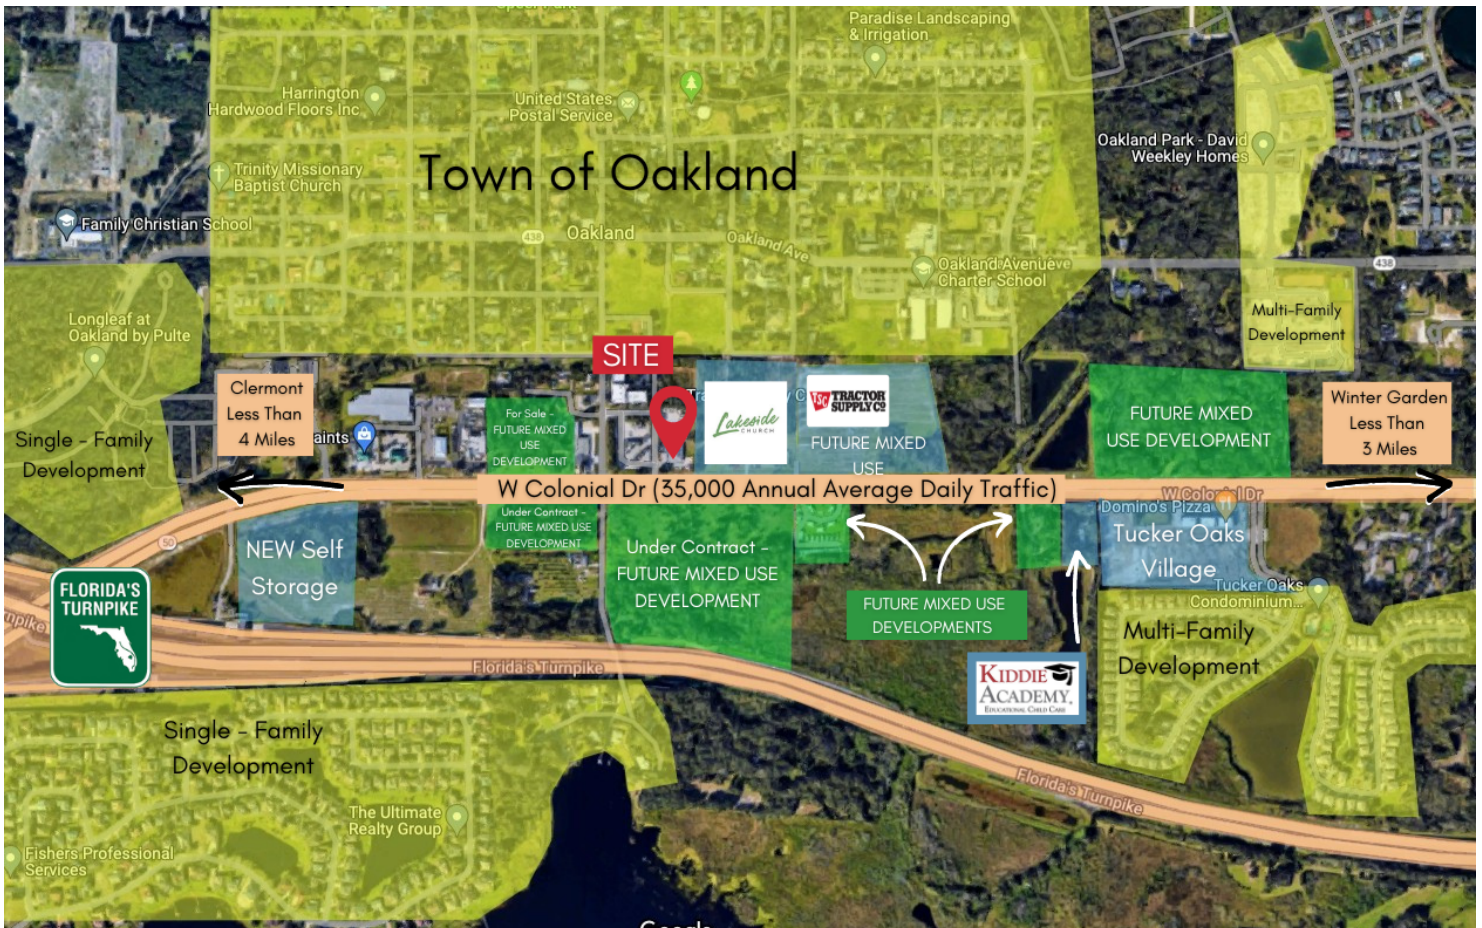 Paradise Landscaping
& Irrigation
Harrington
Hardwood Floors Inc
United States
Postal Service
Oakland Park - David
Weekley Homes
Trinity Missionary
Baptist Church
Town of Oakland
Family Christian School
438
Oakland
Oakland Ave
Oakland Avenue
Charter School
438
Longleaf at
Oakland by Pulte
Multi-Family
Development
SITE
Clermont
Less Than
4 Miles
Single - Family
Development
aints
For Sale -
FUTURE MIXED
USE
DEVELOPMENT
Lakeside
CHURCH
TSC TRACTOR
SUPPLY CO
FUTURE MIXED
USE
FUTURE MIXED
USE DEVELOPMENT
Winter Garden
Less Than
3 Miles
W Colonial Dr (35,000 Annual Average Daily Traffic)
W Colonial Dr
Domino's Pizza
50
NEW Self
Storage
Under Contract -
FUTURE MIXED USE
DEVELOPMENT
Under Contract -
FUTURE MIXED USE
DEVELOPMENT
Tucker Oaks
Village
Tucker Oaks
Condominium...
FUTURE MIXED USE
DEVELOPMENTS
FLORIDA'S
TURNPIKE
rnpike
Florida's Turnpike
Multi-Family
Development
KIDDIE
ACADEMY
EDUCATIONAL CHILD CARE
Single - Family
Development
Florida's Turnpike
The Ultimate
Realty Group
Fishers Professional
Services
Google